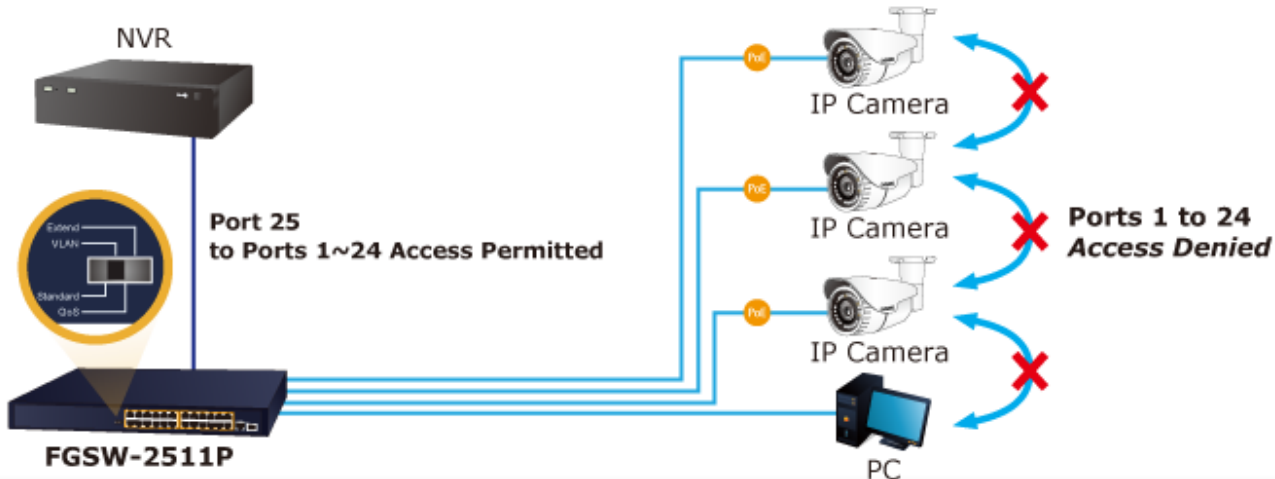 NVR
Extend
VLAN
Standard
QoS
Port 25
to Ports 1~24 Access Permitted
FGSW-2511P
PoE
IP Camera
PoE
IP Camera
PoE
IP Camera
PC
Ports 1 to 24
Access Denied